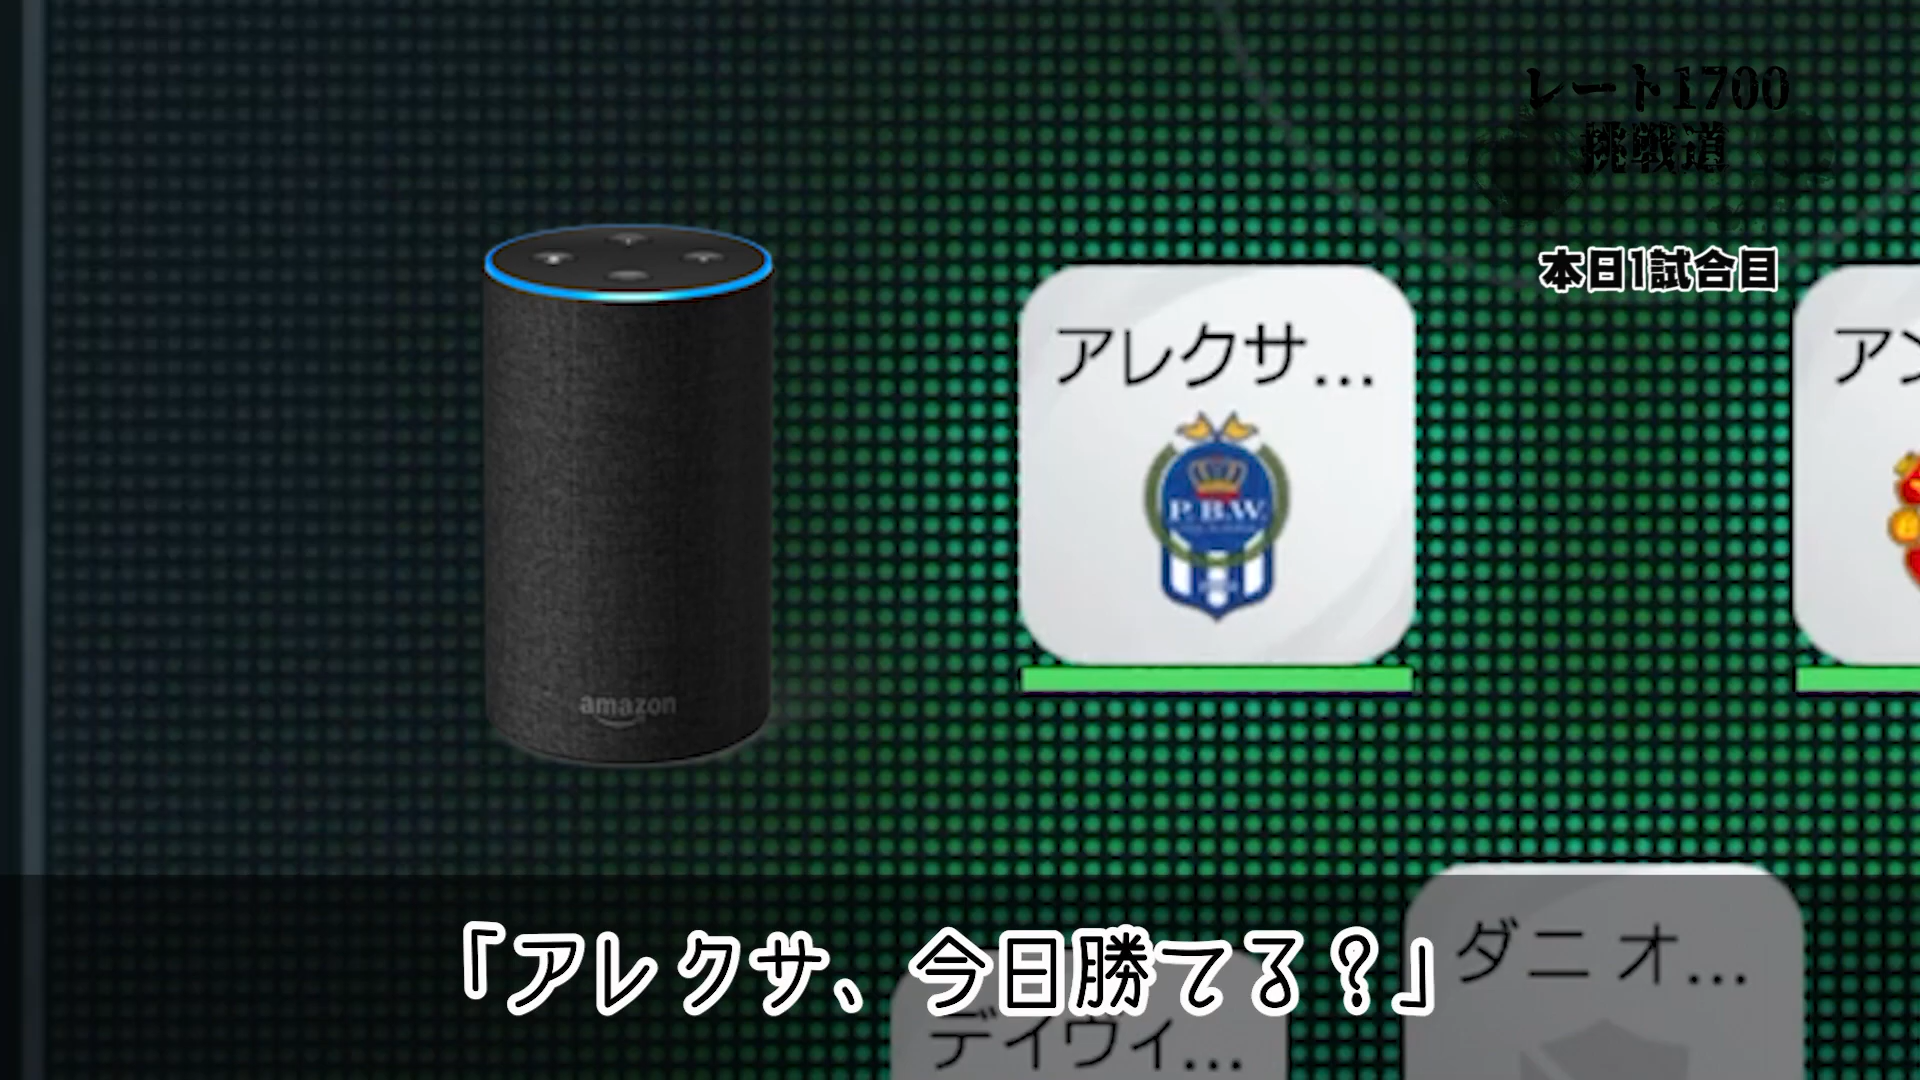 レート1700
挑戦道
本日1試合目
アレクサ...
アン
P.B.W.
amazon
「アレクサ、今日勝てる?」
ダニ オ...
デイヴィ...